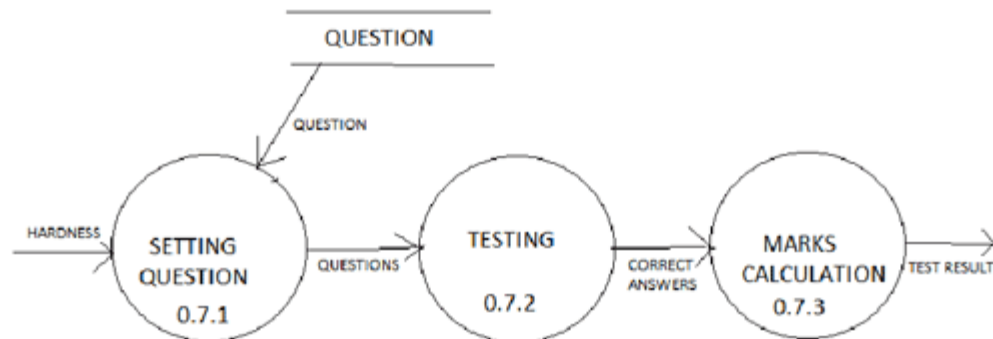 QUESTION
QUESTION
HARDNESS
SETTING
QUESTION
0.7.1
QUESTIONS
TESTING
0.7.2
CORRECT
ANSWERS
MARKS
CALCULATION
0.7.3
TEST RESULT